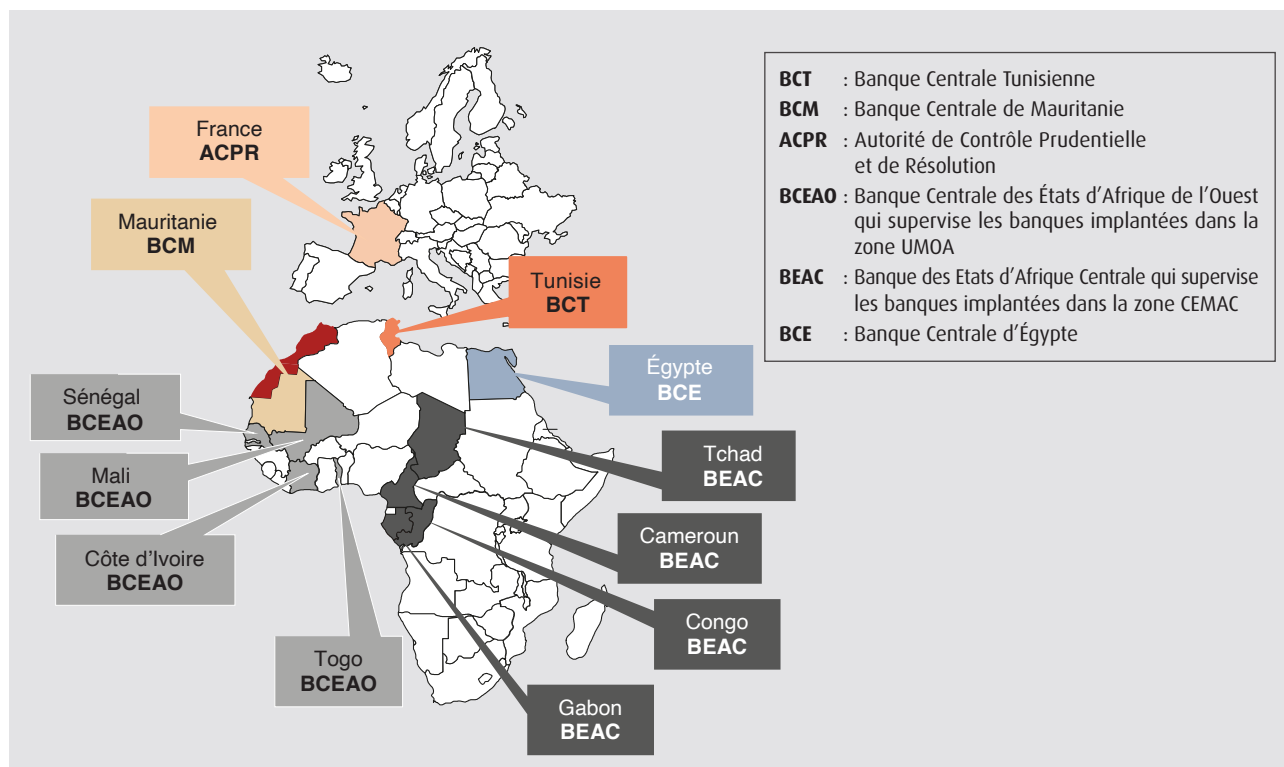 France
ACPR
Mauritanie
BCM
Tunisie
BCT
Égypte
BCE
Sénégal
BCEAO
Mali
BCEAO
Côte d'Ivoire
BCEAO
Togo
BCEAO
Tchad
BEAC
Cameroun
BEAC
Congo
BEAC
Gabon
BEAC
BCT : Banque Centrale Tunisienne
BCM : Banque Centrale de Mauritanie
ACPR : Autorité de Contrôle Prudentielle
et de Résolution
BCEAO : Banque Centrale des États d'Afrique de l'Ouest
qui supervise les banques implantées dans la
zone UMOA
BEAC : Banque des Etats d'Afrique Centrale qui supervise
les banques implantées dans la zone CEMAC
BCE : Banque Centrale d'Égypte